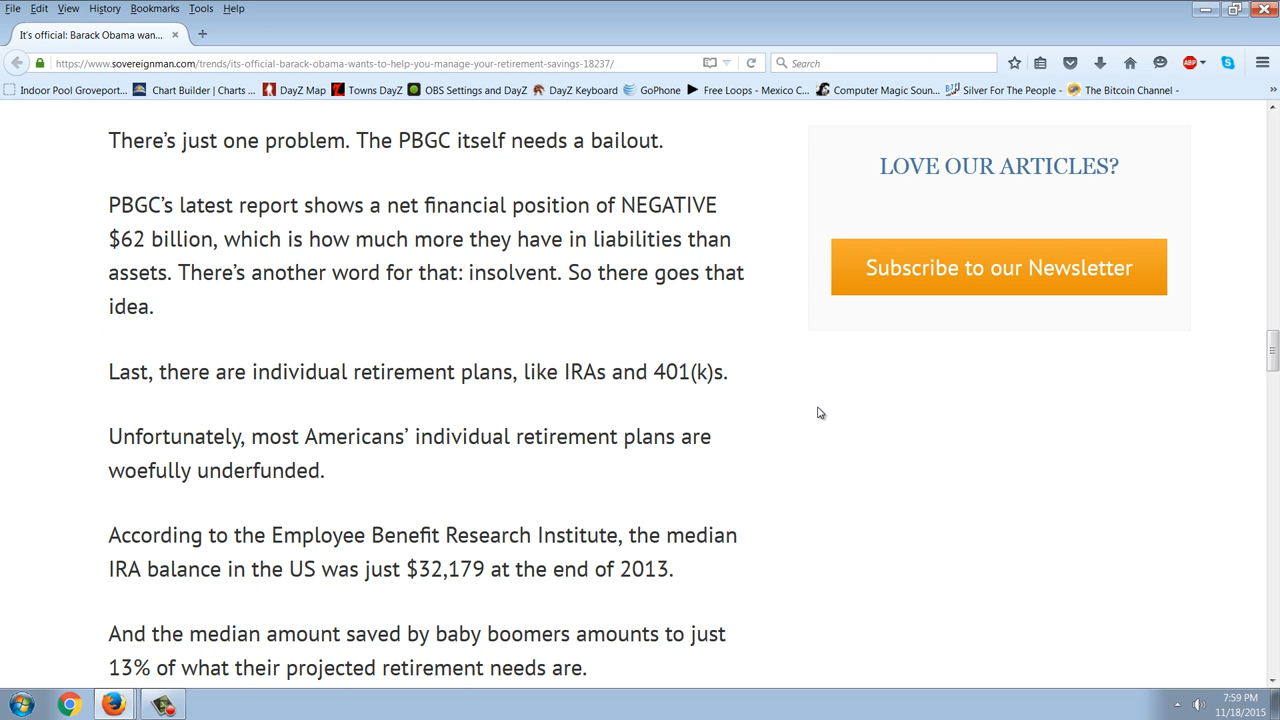 File Edit View History Bookmarks Tools Help
It's official: Barack Obama wan...
https://www.sovereignman.com/trends/its-official-barack-obama-wants-to-help-you-manage-your-retirement-savings-18237/
Search
ABP
Indoor Pool Groveport...
Chart Builder | Charts ...
DayZ Map
Towns DayZ
OBS Settings and DayZ
DayZ Keyboard
GoPhone
Free Loops - Mexico C...
Computer Magic Soun...
Silver For The People -
The Bitcoin Channel -
There's just one problem. The PBGC itself needs a bailout.
PBGC's latest report shows a net financial position of NEGATIVE
$62 billion, which is how much more they have in liabilities than
assets. There's another word for that: insolvent. So there goes that
idea.
Last, there are individual retirement plans, like IRAs and 401(k)s.
Unfortunately, most Americans' individual retirement plans are
woefully underfunded.
According to the Employee Benefit Research Institute, the median
IRA balance in the US was just $32,179 at the end of 2013.
And the median amount saved by baby boomers amounts to just
13% of what their projected retirement needs are.
LOVE OUR ARTICLES?
Subscribe to our Newsletter
7:59 PM
11/18/2015